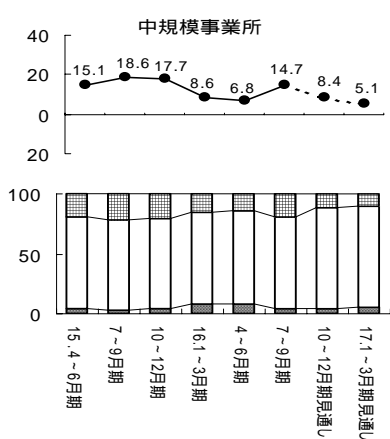 中規模事業所
40
20
0
20
15.1
18.6
17.7
8.6
6.8
14.7
8.4
5.1
100
50
0
15.4～6月期
7～9月期
10～12月期
16.1～3月期
4～6月期
7～9月期
10～12月期見通し
17.1～3月期見通し